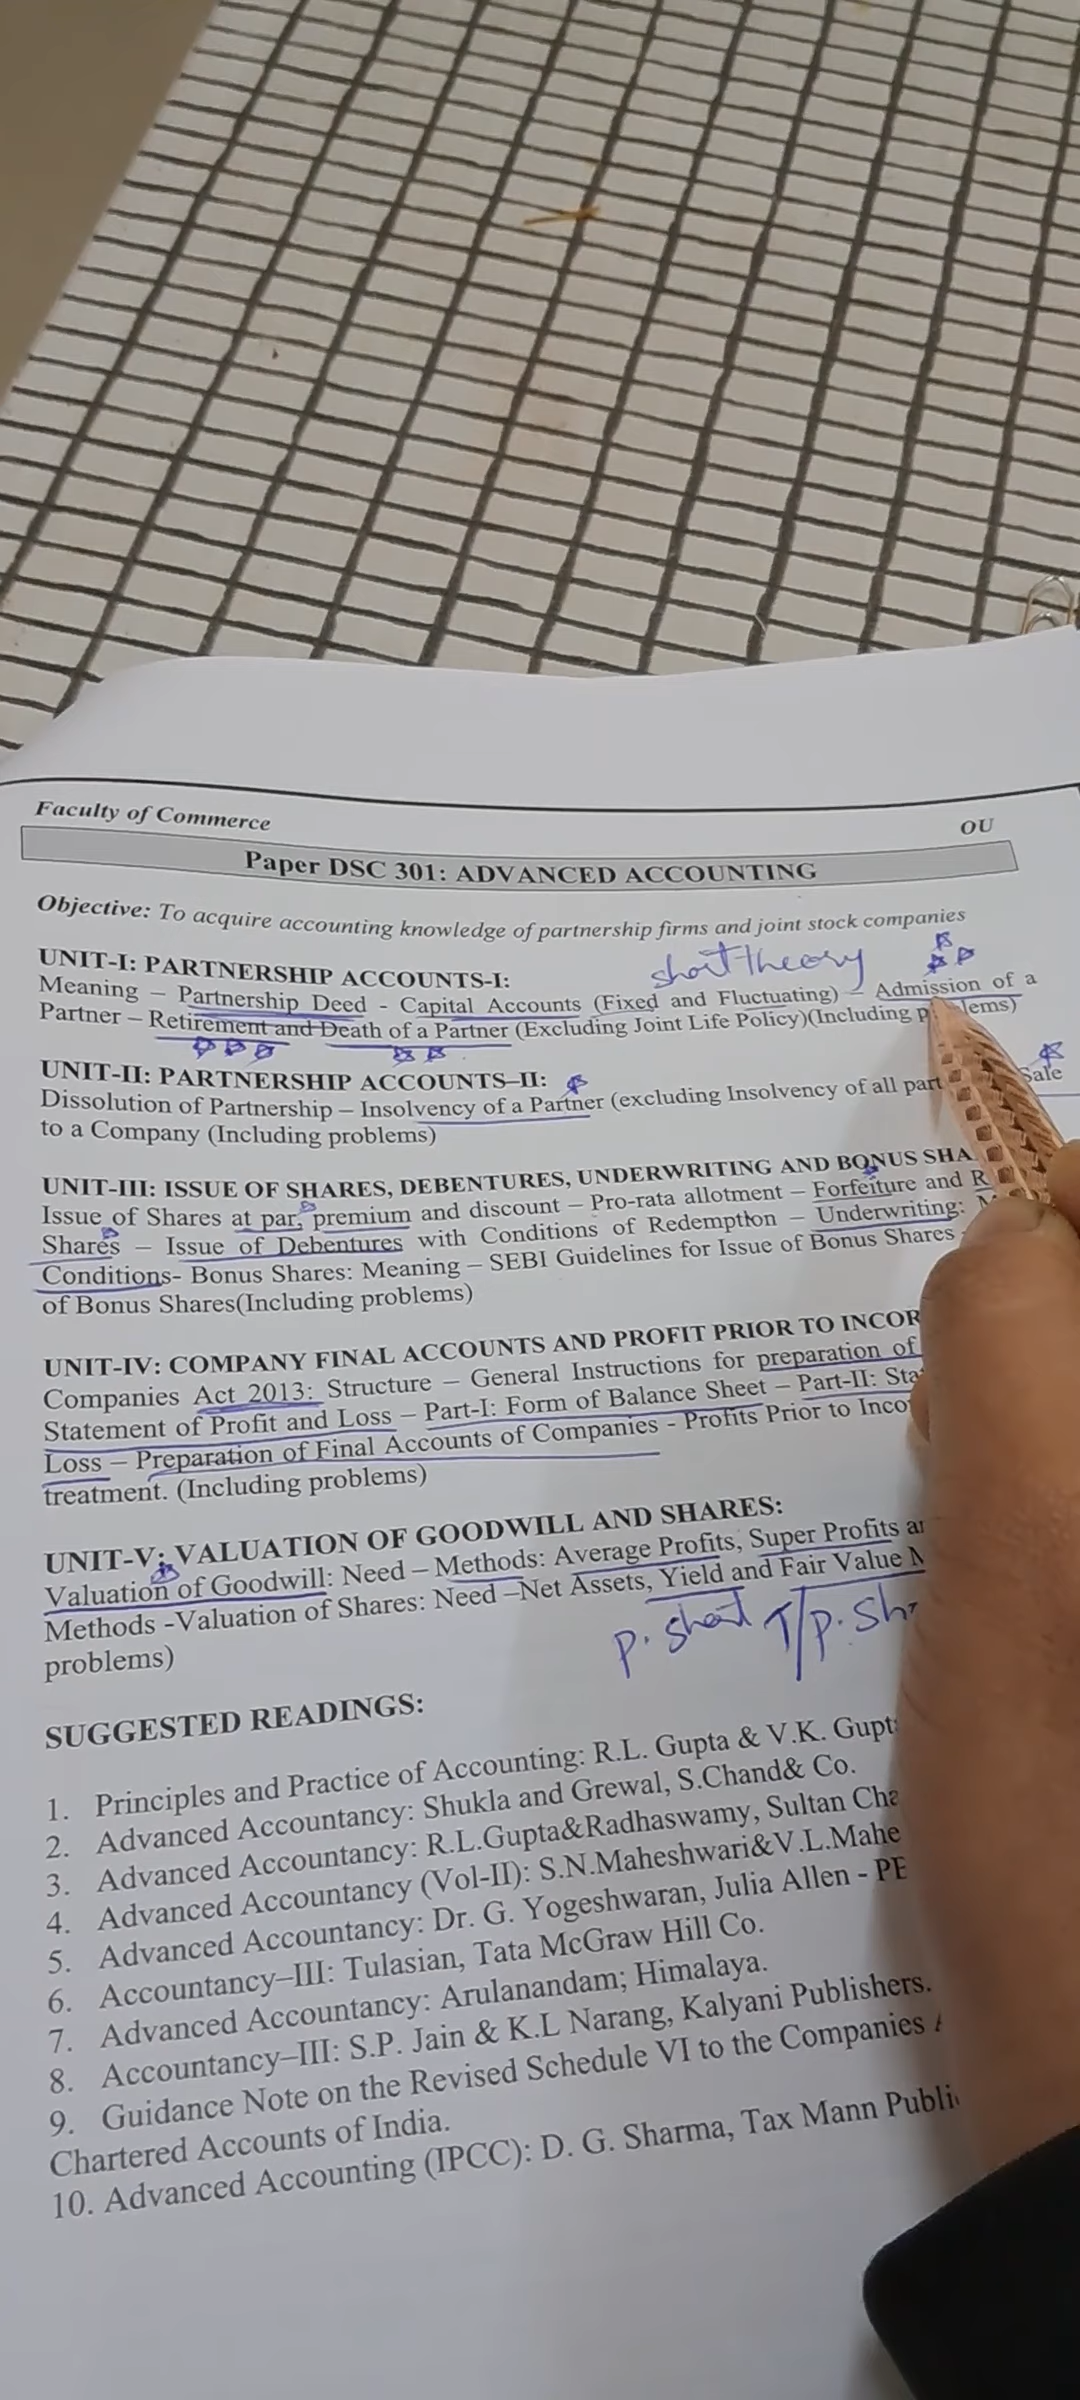 Faculty of Commerce
OU
Paper DSC 301: ADVANCED ACCOUNTING
Objective: To acquire accounting knowledge of partnership firms and joint stock companies
short theory
UNIT-I: PARTNERSHIP ACCOUNTS-I:
Meaning – Partnership Deed - Capital Accounts (Fixed and Fluctuating) – Admission of a
Partner – Retirement and Death of a Partner (Excluding Joint Life Policy)(Including
UNIT-II: PARTNERSHIP ACCOUNTS–II:
Dissolution of Partnership – Insolvency of a Partner (excluding Insolvency of all Sale
to a Company (Including problems)
UNIT-III: ISSUE OF SHARES, DEBENTURES, UNDERWRITING AND BONUS
Issue of Shares at par, premium and discount – Pro-rata allotment – Forfeiture and
Shares – Issue of Debentures with Conditions of Redemption – Underwriting:
Conditions- Bonus Shares: Meaning – SEBI Guidelines for Issue of Bonus Shares
of Bonus Shares(Including problems)
UNIT-IV: COMPANY FINAL ACCOUNTS AND PROFIT PRIOR TO
Companies Act 2013: Structure – General Instructions for preparation of
Statement of Profit and Loss – Part-I: Form of Balance Sheet – Part-II:
Loss – Preparation of Final Accounts of Companies - Profits Prior to
treatment. (Including problems)
UNIT-V: VALUATION OF GOODWILL AND SHARES:
Valuation of Goodwill: Need – Methods: Average Profits, Super Profits
Methods -Valuation of Shares: Need –Net Assets, Yield and Fair Value
problems)
P. short T/P.
SUGGESTED READINGS:
1. Principles and Practice of Accounting: R.L. Gupta & V.K.
2. Advanced Accountancy: Shukla and Grewal, S.Chand& Co.
3. Advanced Accountancy: R.L.Gupta&Radhaswamy, Sultan
4. Advanced Accountancy (Vol-II): S.N.Maheshwari&V.L.
5. Advanced Accountancy: Dr. G. Yogeshwaran, Julia Allen -
6. Accountancy–III: Tulasian, Tata McGraw Hill Co.
7. Advanced Accountancy: Arulanandam; Himalaya.
8. Accountancy–III: S.P. Jain & K.L Narang, Kalyani Publishers.
9. Guidance Note on the Revised Schedule VI to the Companies
Chartered Accounts of India.
10. Advanced Accounting (IPCC): D. G. Sharma, Tax Mann